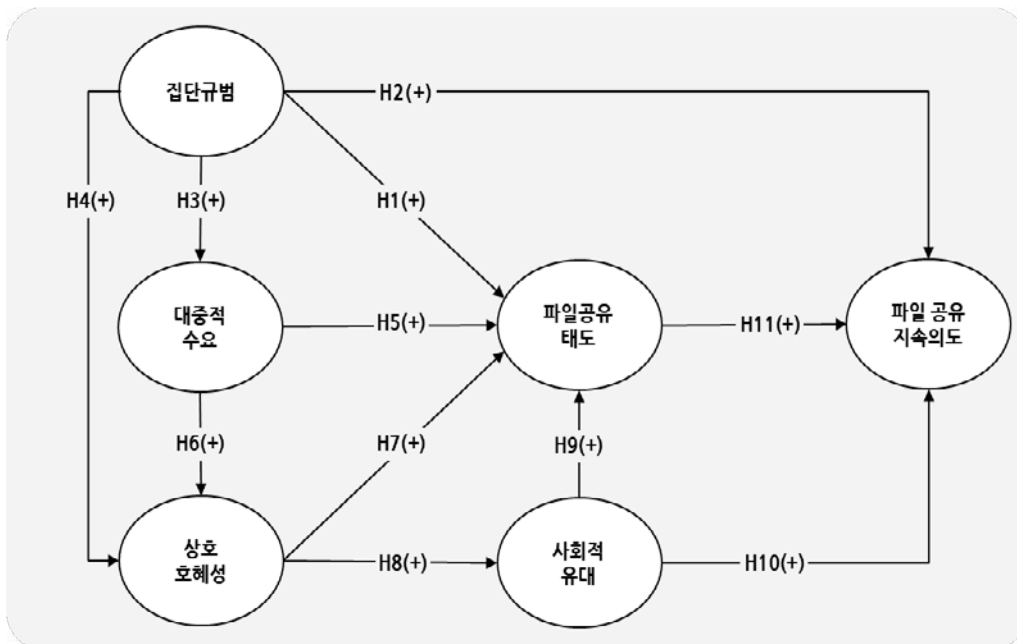 집단규범
H2(+)
H4(+)
H3(+)
H1(+)
대중적
수요
H5(+)
파일공유
태도
H11(+)
파일 공유
지속의도
H6(+)
H7(+)
H9(+)
상호
호혜성
H8(+)
사회적
유대
H10(+)